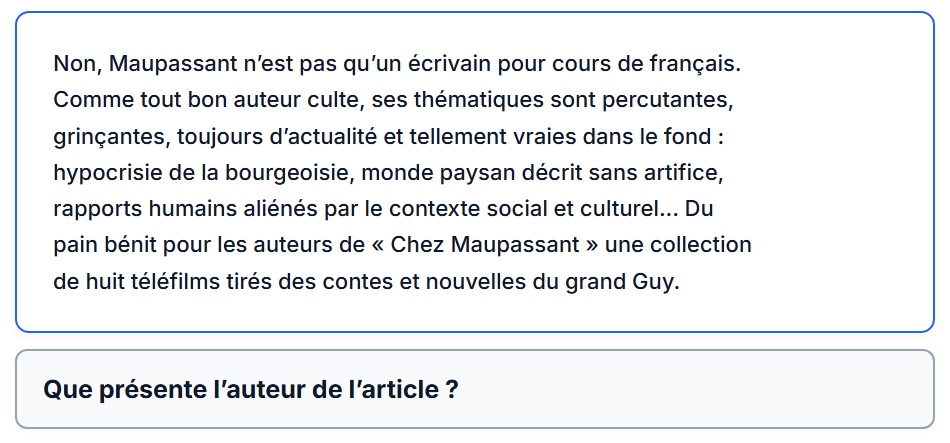 Non, Maupassant n’est pas qu’un écrivain pour cours de français.
Comme tout bon auteur culte, ses thématiques sont percutantes,
grinçantes, toujours d’actualité et tellement vraies dans le fond :
hypocrisie de la bourgeoisie, monde paysan décrit sans artifice,
rapports humains aliénés par le contexte social et culturel... Du
pain bénit pour les auteurs de « Chez Maupassant » une collection
de huit téléfilms tirés des contes et nouvelles du grand Guy.
Que présente l’auteur de l’article ?